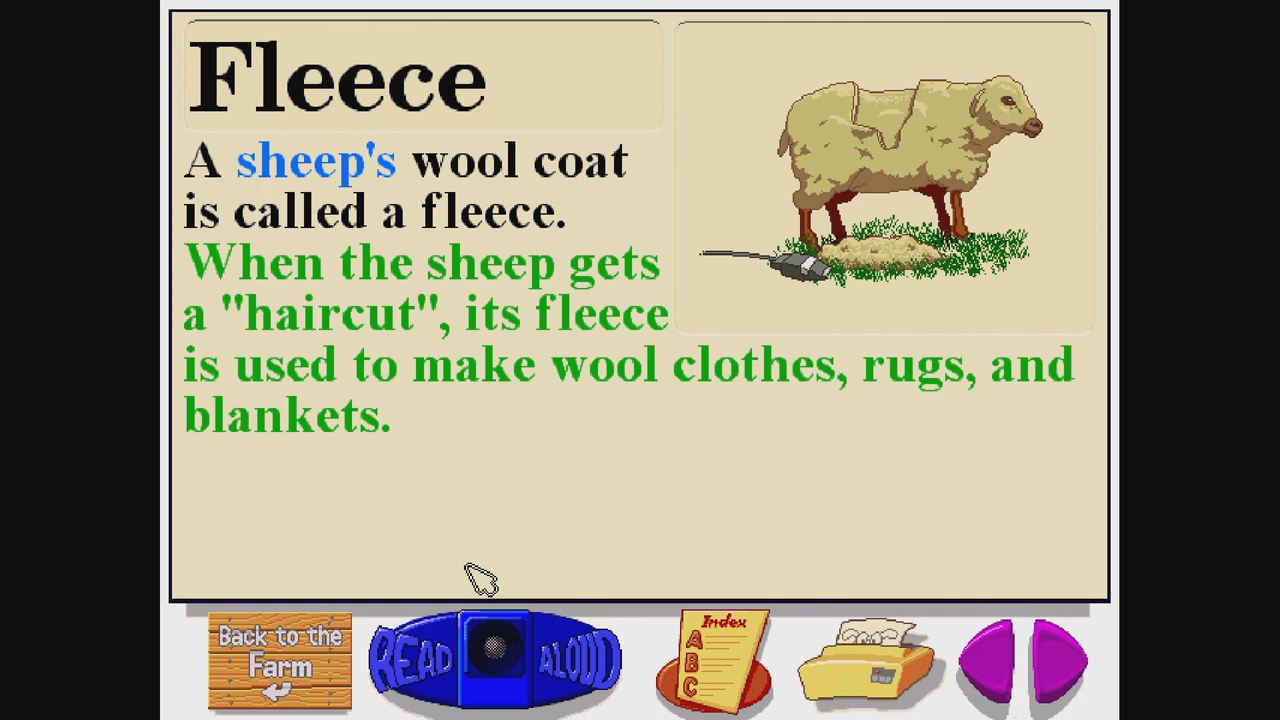 Fleece
A sheep's wool coat
is called a fleece.
When the sheep gets
a "haircut", its fleece
is used to make wool clothes, rugs, and
blankets.
Back to the
Farm
READ ALOUD
Index
A
B
C